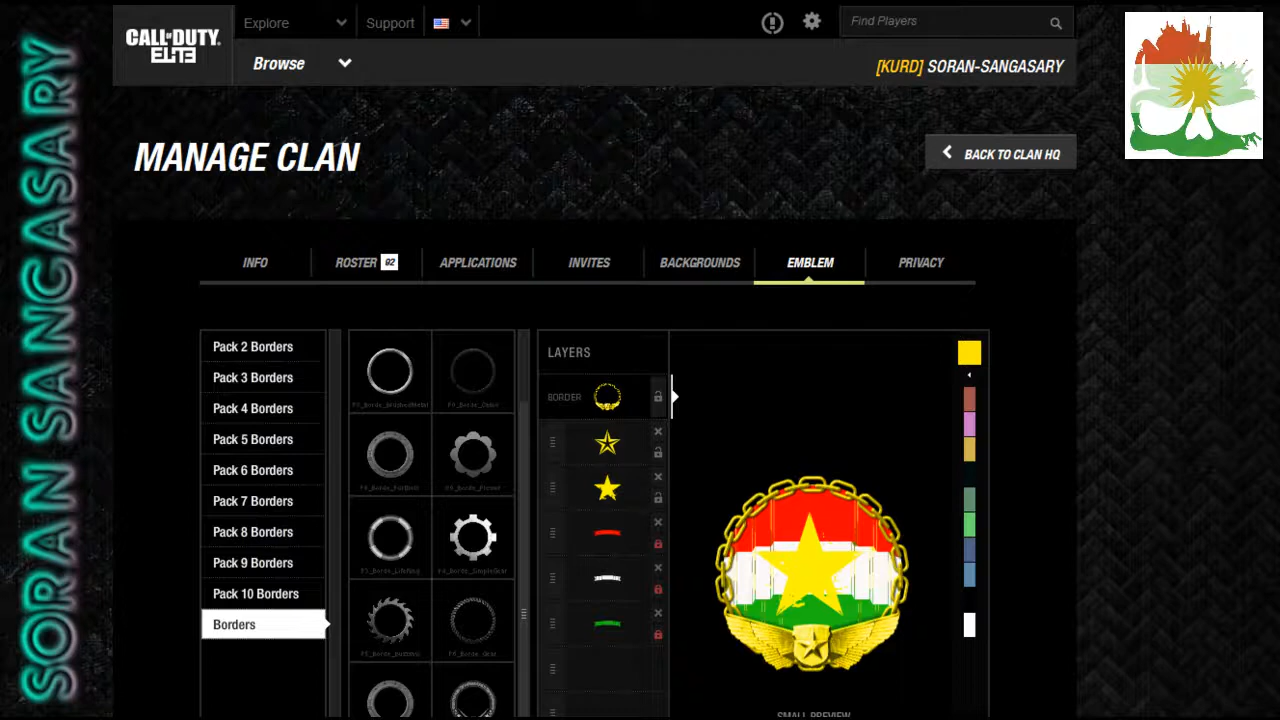 SORAN SANGASARY
CALL OF DUTY
ELITE
Explore
Support
Find Players
Browse
[KURD] SORAN-SANGASARY
MANAGE CLAN
BACK TO CLAN HQ
INFO
ROSTER 02
APPLICATIONS
INVITES
BACKGROUNDS
EMBLEM
PRIVACY
Pack 2 Borders
Pack 3 Borders
Pack 4 Borders
Pack 5 Borders
Pack 6 Borders
Pack 7 Borders
Pack 8 Borders
Pack 9 Borders
Pack 10 Borders
Borders
LAYERS
BORDER
SMALL PREVIEW